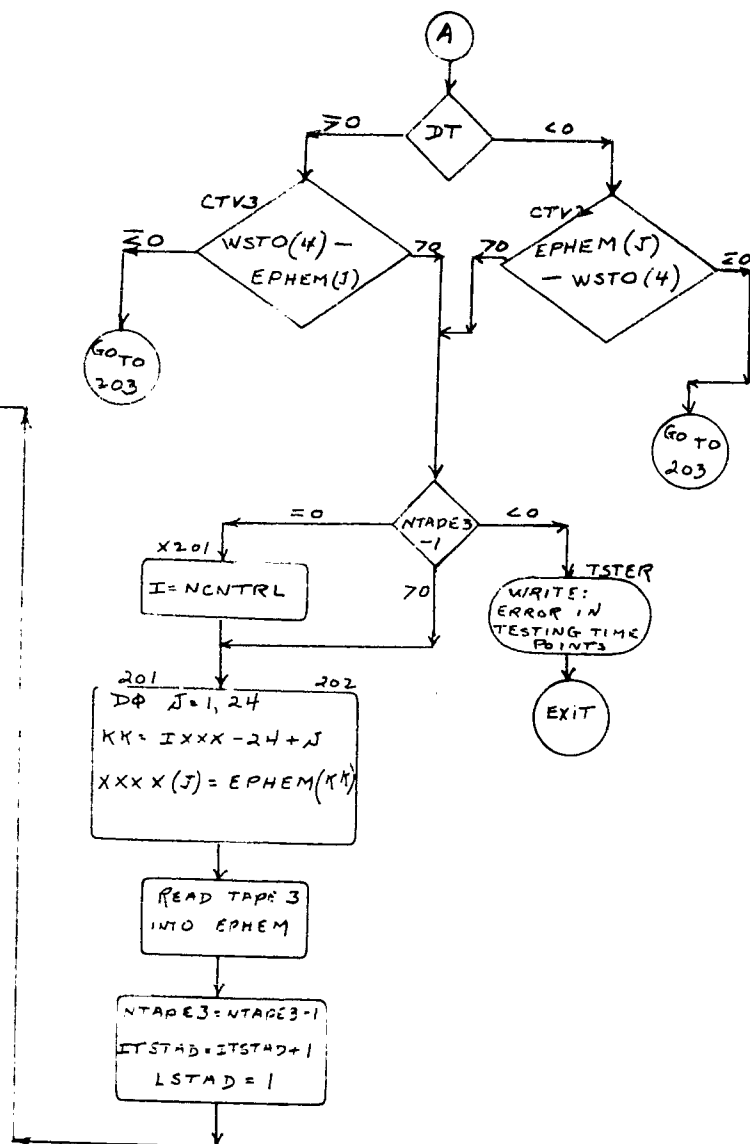 A
DT
≥0
<0
CTV3
WSTO(4) –
EPHEM(J)
≤0
>0
CTV2
EPHEM(J)
– WSTO(4)
>0
≤0
GO TO
203
GO TO
203
NTAPE3
-1
=0
<0
>0
X201
I=NCNTRL
TSTER
WRITE:
ERROR IN
TESTING TIME
POINTS
EXIT
201
202
DO J=1,24
KK= IXXX-24+J
XXXX(J)=EPHEM(KK)
READ TAPE 3
INTO EPHEM
NTAPE3=NTAPE3-1
ITSTAD=ITSTAD+1
LSTAD=1